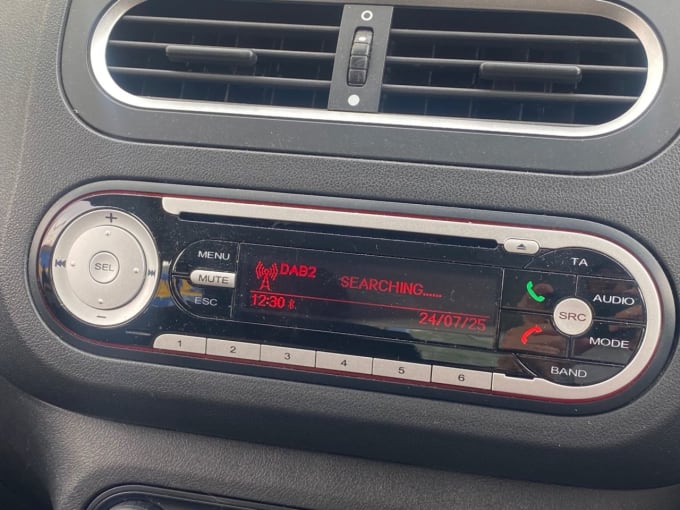 MENU
MUTE
ESC
+
SEL
−
DAB2
SEARCHING.....
12:30
24/07/25
TA
AUDIO
SRC
MODE
BAND
1 2 3 4 5 6